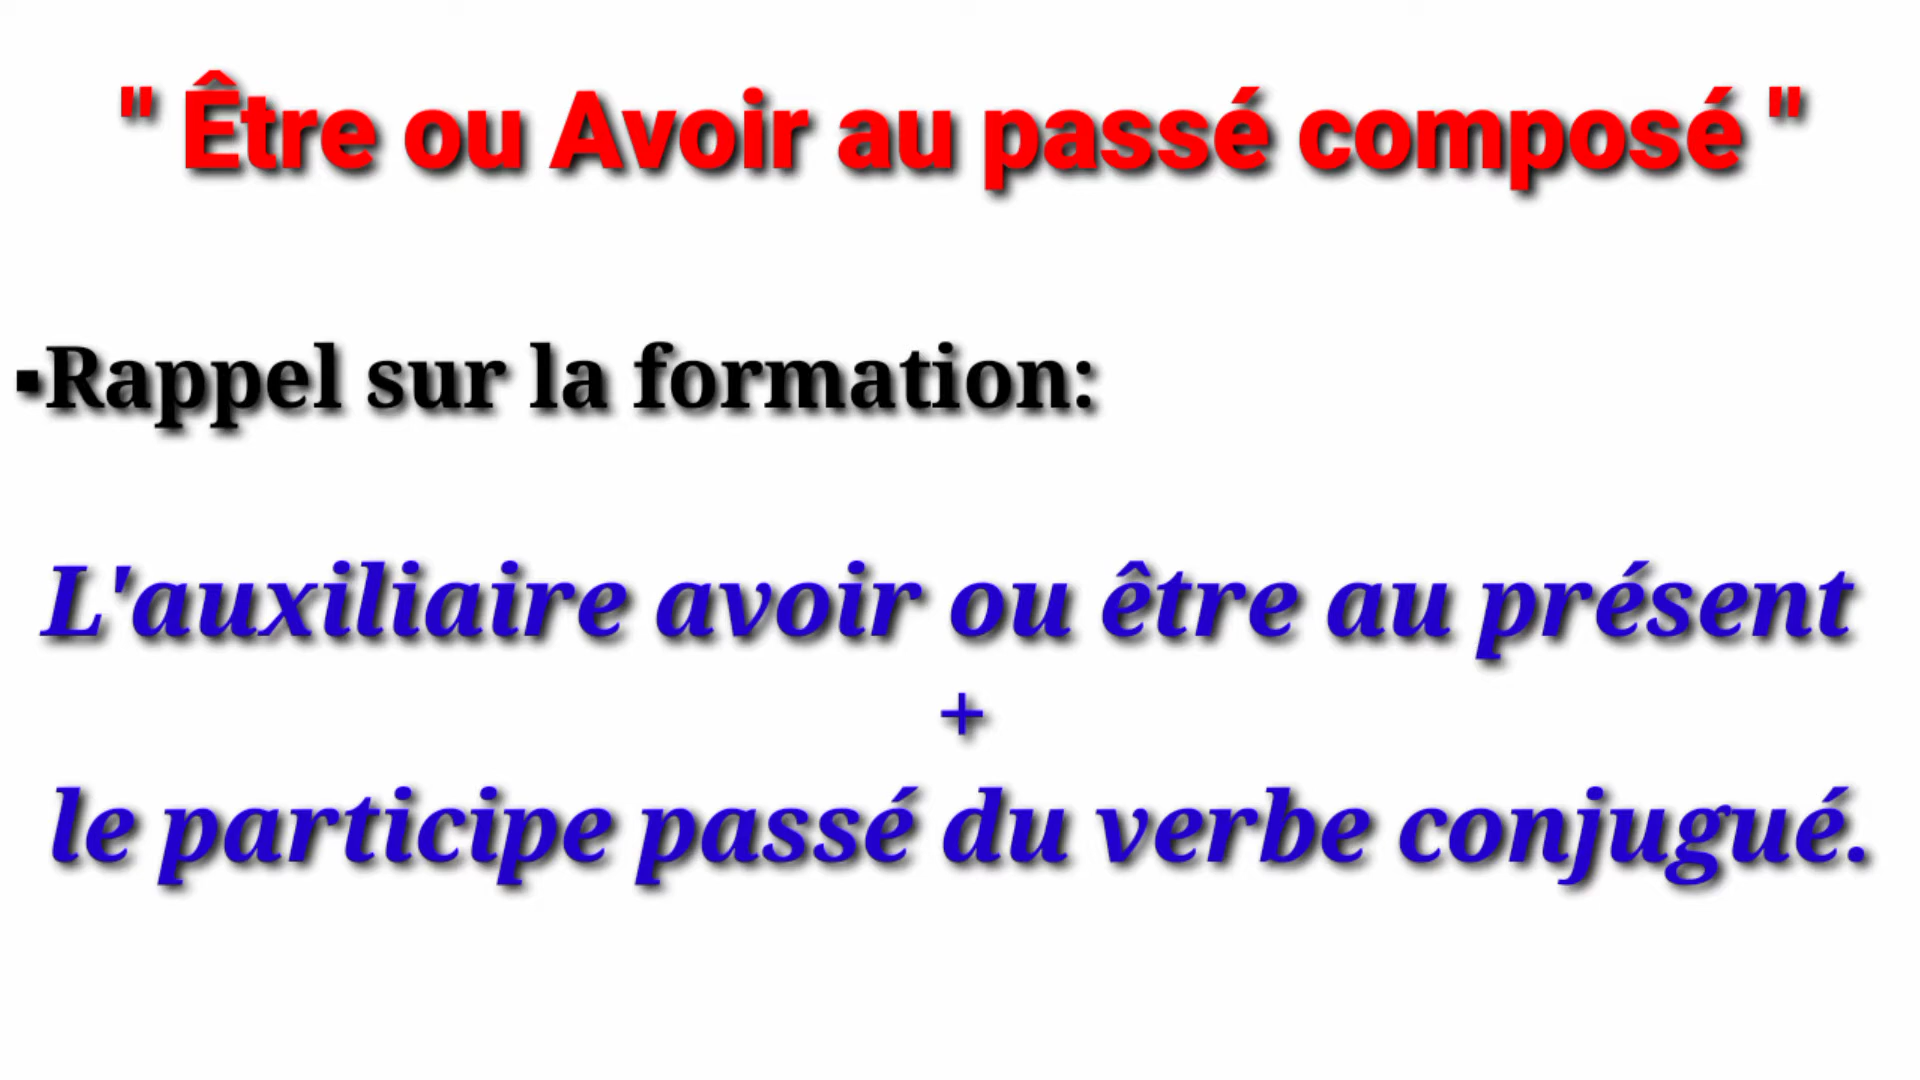 " Être ou Avoir au passé composé "
▪Rappel sur la formation:
L'auxiliaire avoir ou être au présent
+
le participe passé du verbe conjugué.